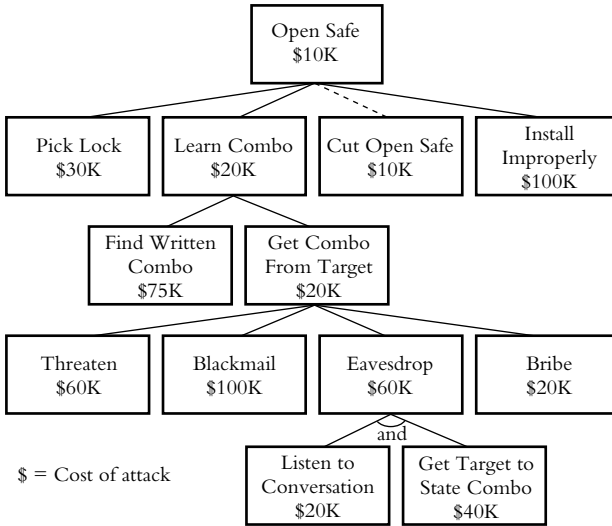 Open Safe
$10K
Pick Lock
$30K
Learn Combo
$20K
Cut Open Safe
$10K
Install
Improperly
$100K
Find Written
Combo
$75K
Get Combo
From Target
$20K
Threaten
$60K
Blackmail
$100K
Eavesdrop
$60K
Bribe
$20K
and
$ = Cost of attack
Listen to
Conversation
$20K
Get Target to
State Combo
$40K